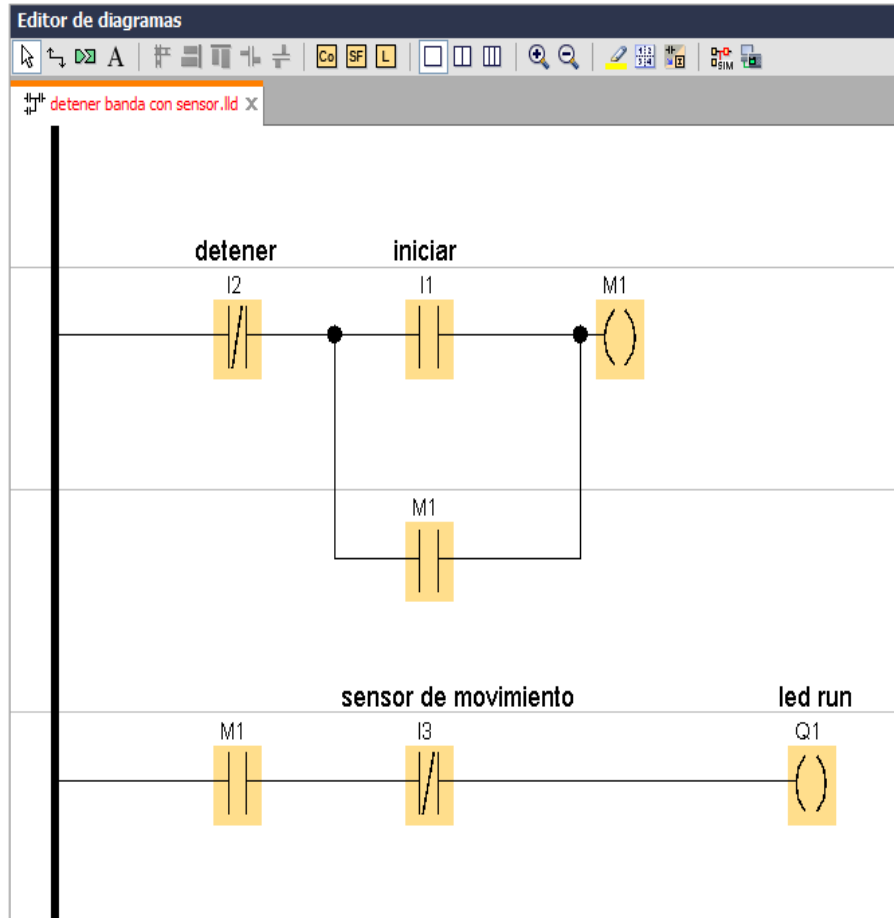 Editor de diagramas
A Co SF L SIM
detener banda con sensor.lld X
detener iniciar
I2 I1 M1
M1
sensor de movimiento led run
M1 I3 Q1